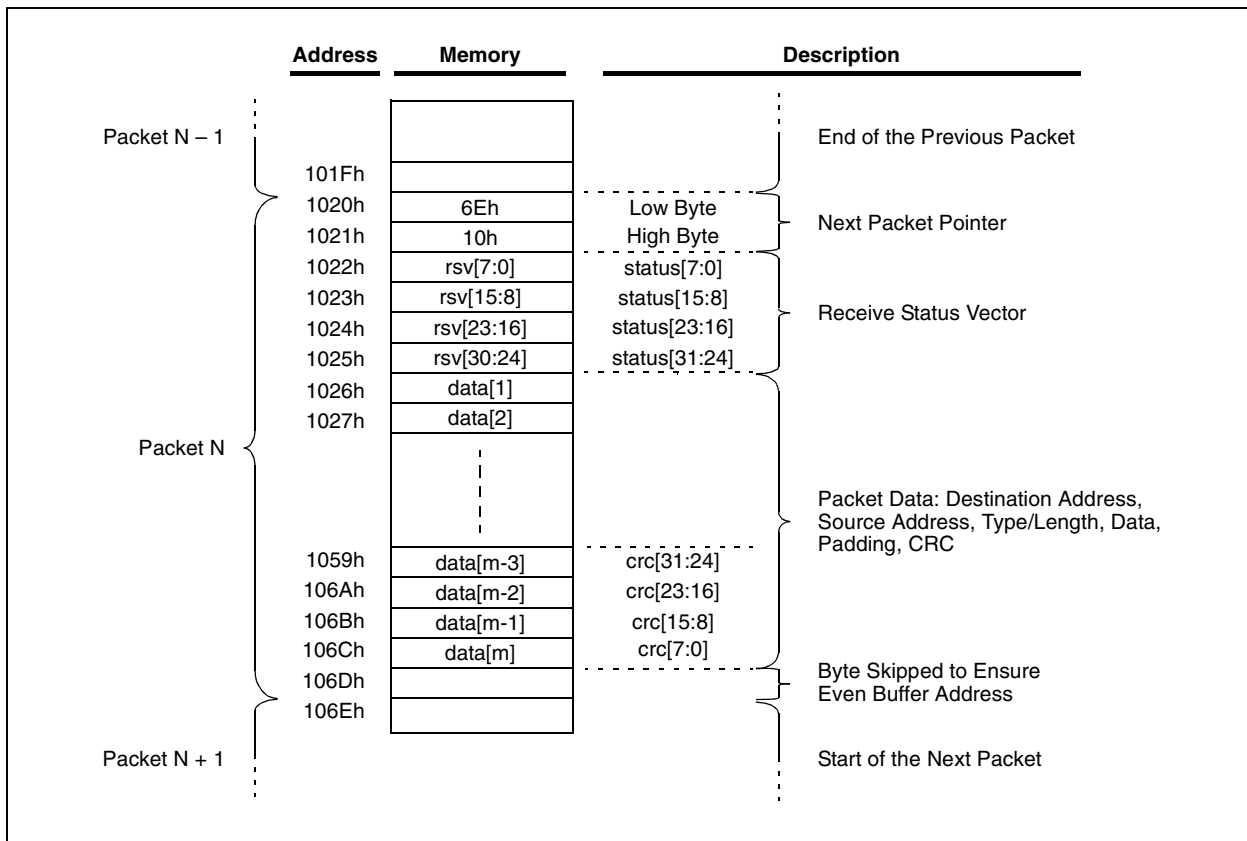 Address Memory Description
Packet N – 1 End of the Previous Packet
101Fh
1020h 6Eh Low Byte
1021h 10h High Byte
Next Packet Pointer
1022h rsv[7:0] status[7:0]
1023h rsv[15:8] status[15:8]
1024h rsv[23:16] status[23:16]
1025h rsv[30:24] status[31:24]
Receive Status Vector
1026h data[1]
1027h data[2]
Packet N
Packet Data: Destination Address,
Source Address, Type/Length, Data,
Padding, CRC
1059h data[m-3] crc[31:24]
106Ah data[m-2] crc[23:16]
106Bh data[m-1] crc[15:8]
106Ch data[m] crc[7:0]
106Dh
Byte Skipped to Ensure
Even Buffer Address
106Eh
Packet N + 1 Start of the Next Packet